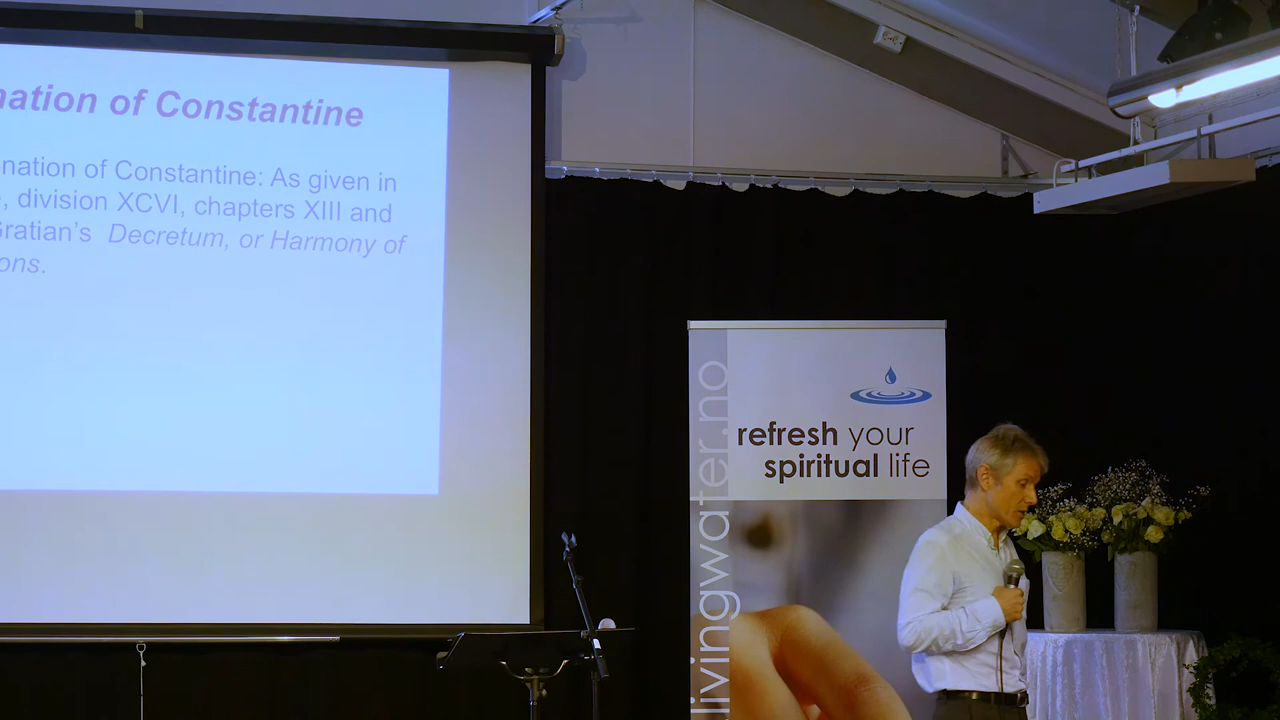 nation of Constantine
nation of Constantine: As given in
, division XCVI, chapters XIII and
Gratian's Decretum, or Harmony of
ons.
refresh your
spiritual life
livingwater.no